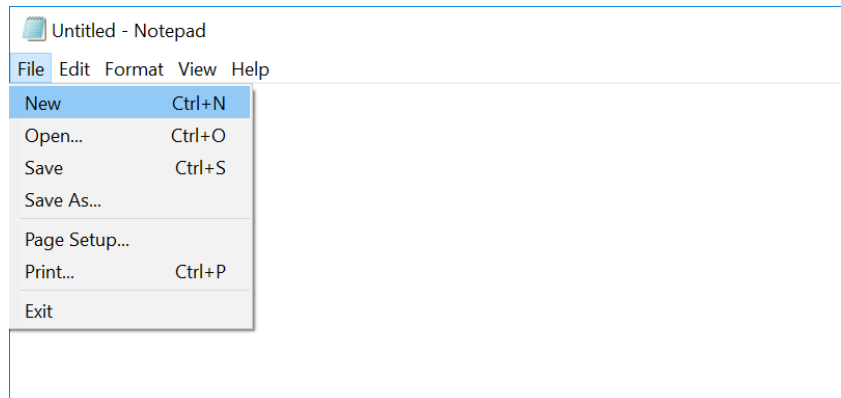 Untitled - Notepad
File Edit Format View Help
New Ctrl+N
Open... Ctrl+O
Save Ctrl+S
Save As...
Page Setup...
Print... Ctrl+P
Exit